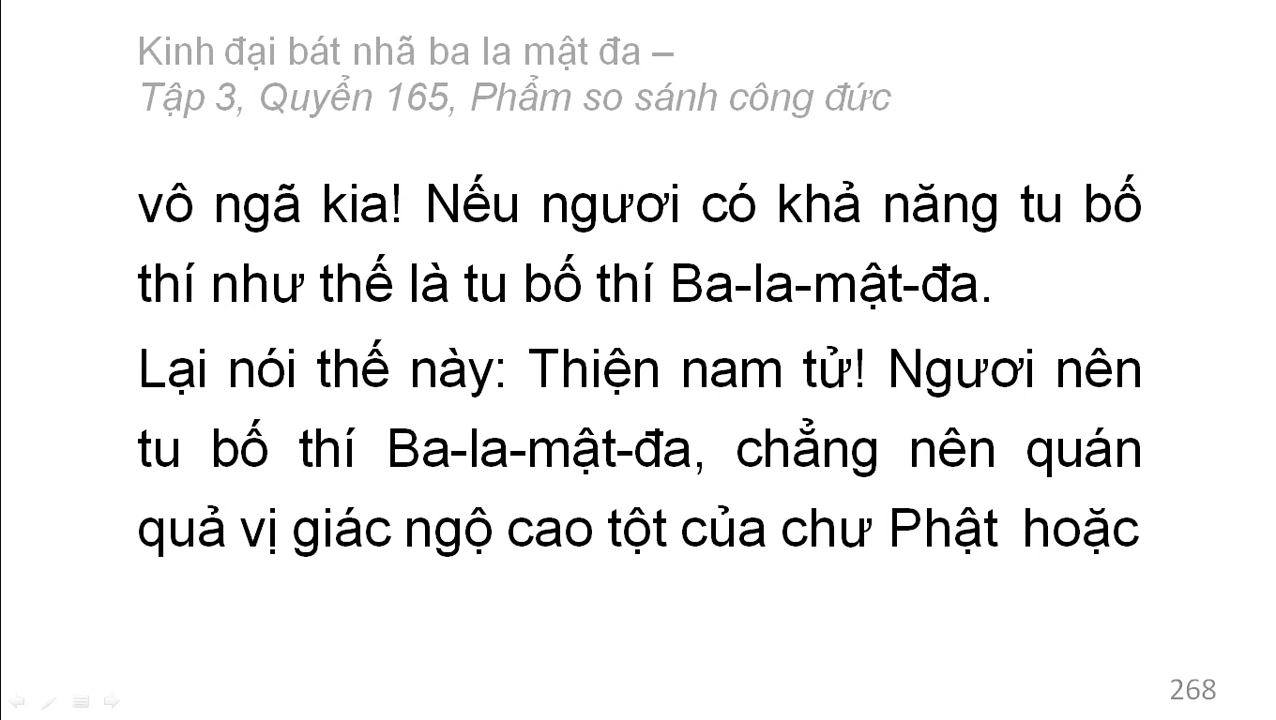 Kinh đại bát nhã ba la mật đa –
Tập 3, Quyển 165, Phẩm so sánh công đức
vô ngã kia! Nếu ngươi có khả năng tu bố
thí như thế là tu bố thí Ba-la-mật-đa.
Lại nói thế này: Thiện nam tử! Ngươi nên
tu bố thí Ba-la-mật-đa, chẳng nên quán
quả vị giác ngộ cao tột của chư Phật hoặc
268